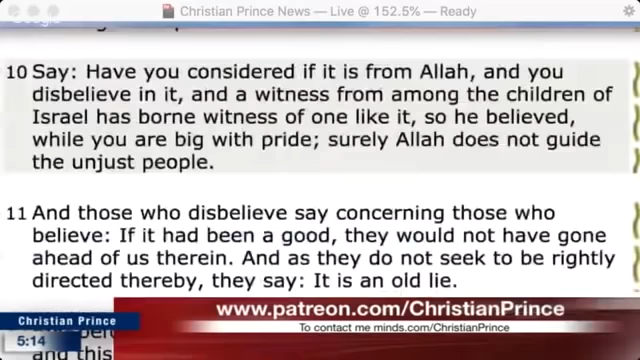 Christian Prince News — Live @ 152.5% — Ready
10 Say: Have you considered if it is from Allah, and you
disbelieve in it, and a witness from among the children of
Israel has borne witness of one like it, so he believed,
while you are big with pride; surely Allah does not guide
the unjust people.
11 And those who disbelieve say concerning those who
believe: If it had been a good, they would not have gone
ahead of us therein. And as they do not seek to be rightly
directed thereby, they say: It is an old lie.
www.patreon.com/ChristianPrince
Christian Prince
To contact me minds.com/ChristianPrince
5:14
and this